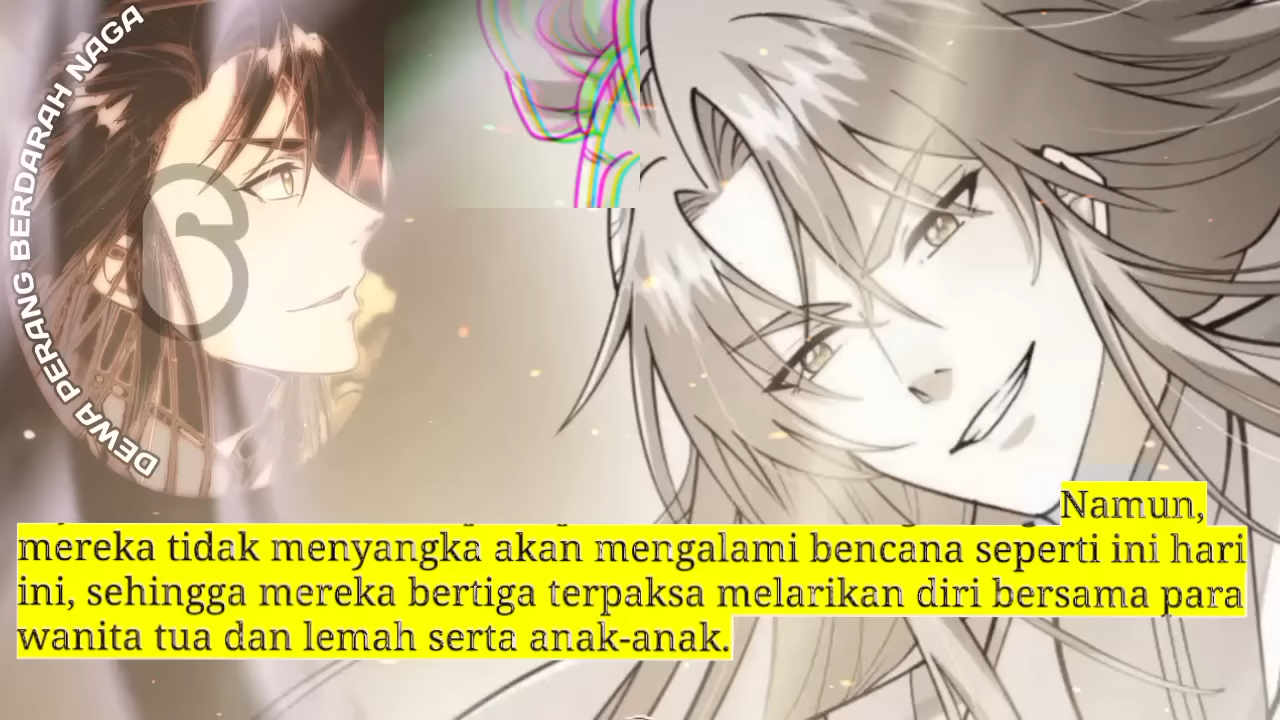 DEWA PERANG BERDARAH NAGA
Namun,
mereka tidak menyangka akan mengalami bencana seperti ini hari
ini, sehingga mereka bertiga terpaksa melarikan diri bersama para
wanita tua dan lemah serta anak-anak.